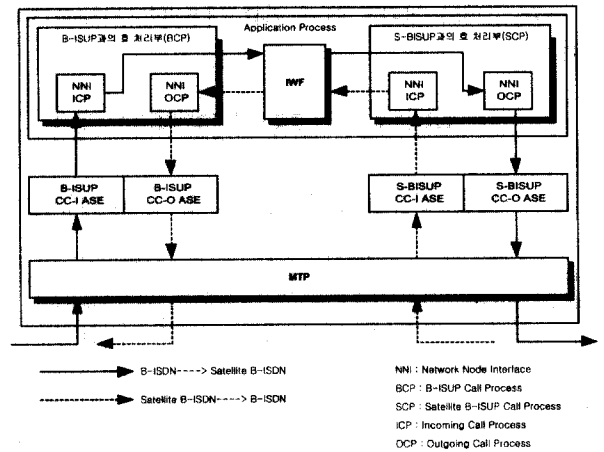 Application Process
B-ISUP과의 호 처리부(BCP)
S-BISUP과의 호 처리부(SCP)
NNI
ICP
NNI
OCP
IWF
NNI
ICP
NNI
OCP
B-ISUP
CC-I ASE
B-ISUP
CC-O ASE
S-BISUP
CC-I ASE
S-BISUP
CC-O ASE
MTP
B-ISDN----> Satellite B-ISDN
Satellite B-ISDN----> B-ISDN
NNI : Network Node Interface
BCP : B-ISUP Call Process
SCP : Satellite B-ISUP Call Process
ICP : Incoming Call Process
OCP : Outgoing Call Process